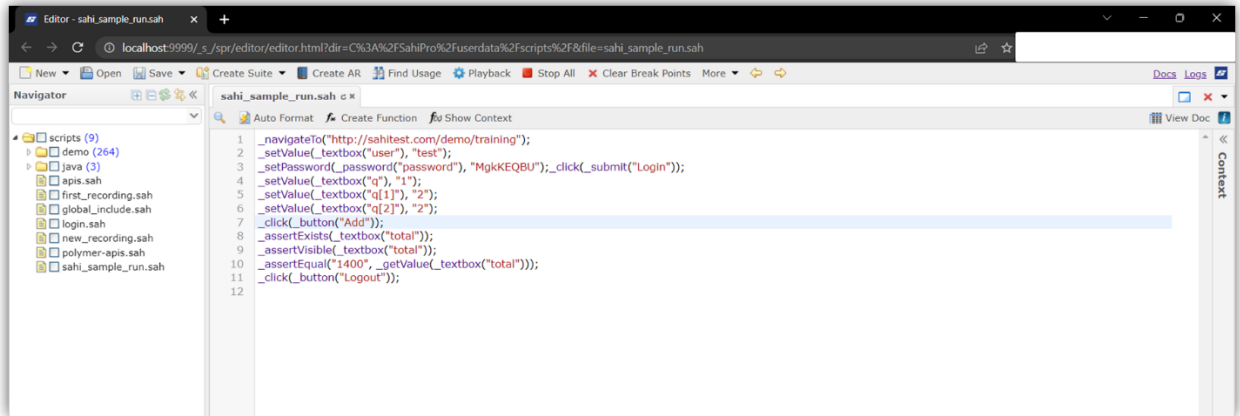 Editor - sahi_sample_run.sah
localhost:9999/_s_/spr/editor/editor.html?dir=C%3A%2FSahiPro%2Fuserdata%2Fscripts%2F&file=sahi_sample_run.sah
New Open Save Create Suite Create AR Find Usage Playback Stop All Clear Break Points More Docs Logs
Navigator
sahi_sample_run.sah
Auto Format Create Function Show Context View Doc
scripts (9)
demo (264)
java (3)
apis.sah
first_recording.sah
global_include.sah
login.sah
new_recording.sah
polymer-apis.sah
sahi_sample_run.sah
1 _navigateTo("http://sahitest.com/demo/training");
2 _setValue(_textbox("user"), "test");
3 _setPassword(_password("password"), "MgkKEQBU");_click(_submit("Login"));
4 _setValue(_textbox("q"), "1");
5 _setValue(_textbox("q[1]"), "2");
6 _setValue(_textbox("q[2]"), "2");
7 _click(_button("Add"));
8 _assertExists(_textbox("total"));
9 _assertVisible(_textbox("total"));
10 _assertEqual("1400", _getValue(_textbox("total")));
11 _click(_button("Logout"));
12
Context